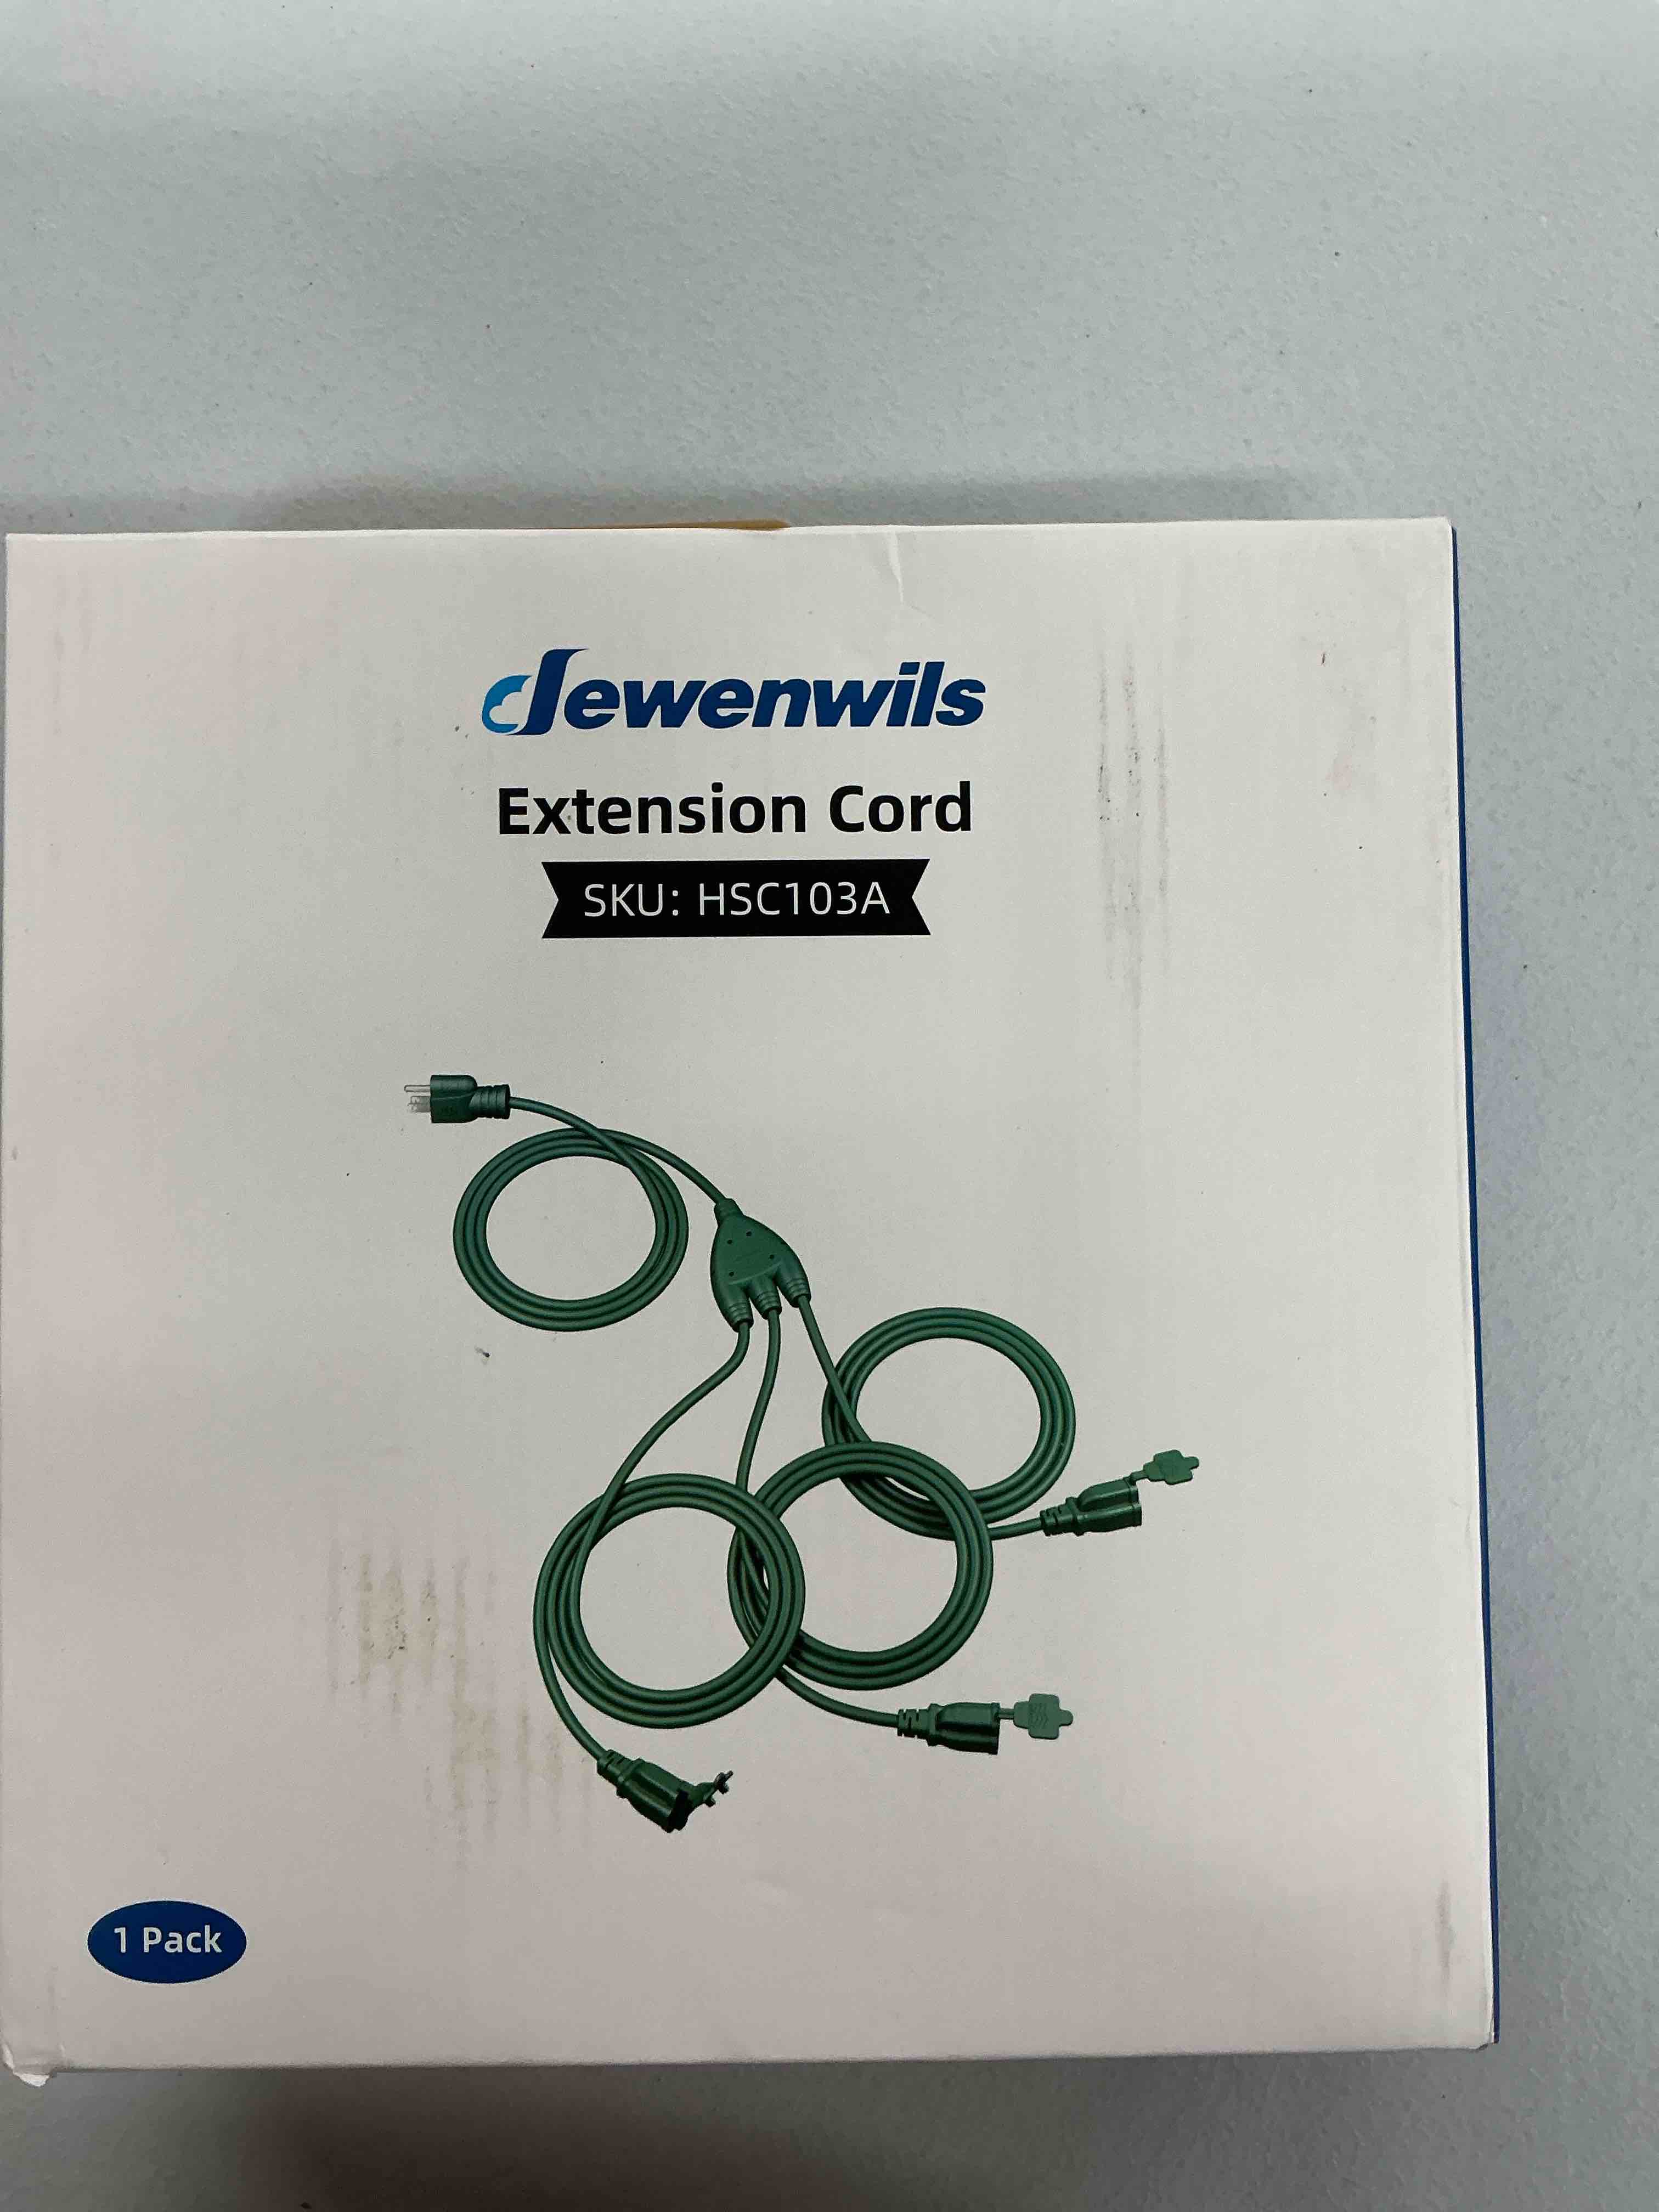 Dewenwils
Extension Cord
SKU: HSC103A
1 Pack